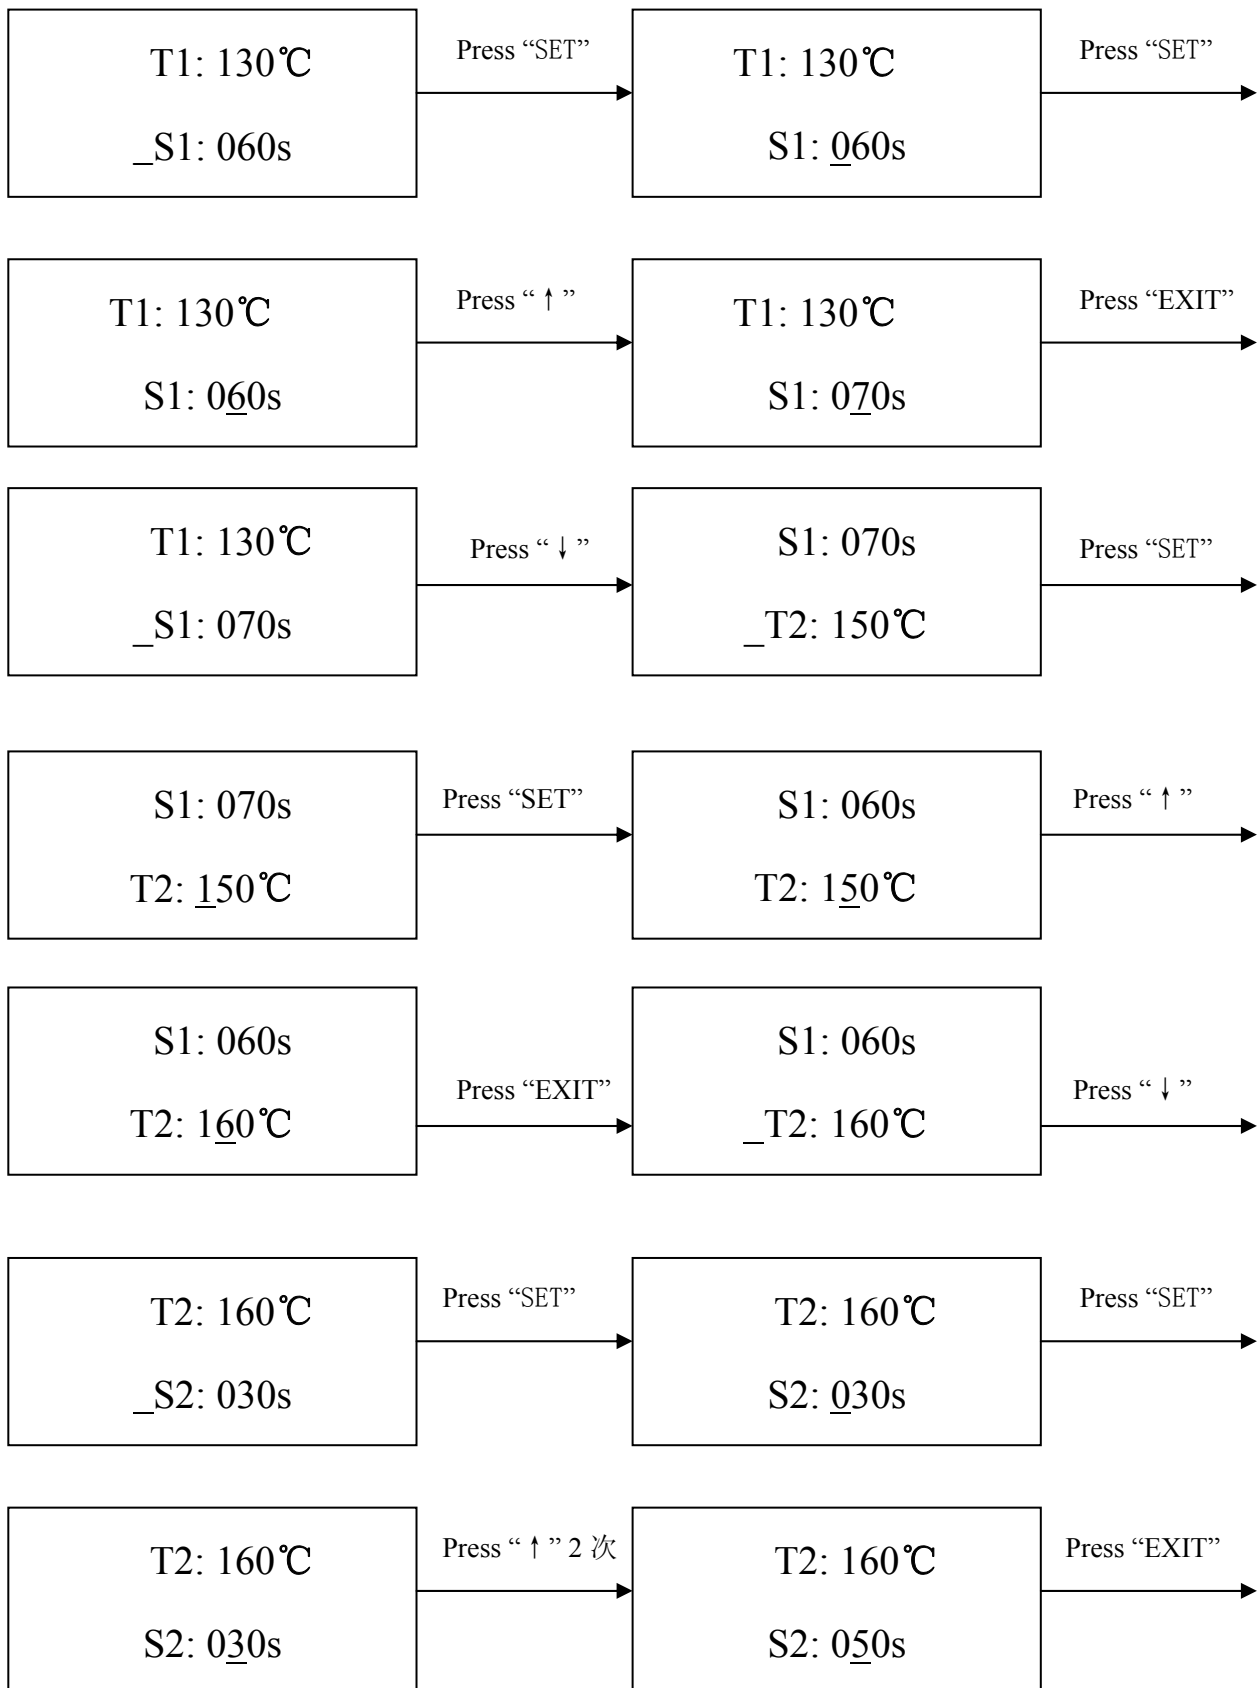 T1: 130℃
_S1: 060s
Press “SET”
T1: 130℃
S1: 060s
Press “SET”
T1: 130℃
S1: 060s
Press “↑”
T1: 130℃
S1: 070s
Press “EXIT”
T1: 130℃
_S1: 070s
Press “↓”
S1: 070s
_T2: 150℃
Press “SET”
S1: 070s
T2: 150℃
Press “SET”
S1: 060s
T2: 150℃
Press “↑”
S1: 060s
T2: 160℃
Press “EXIT”
S1: 060s
_T2: 160℃
Press “↓”
T2: 160℃
_S2: 030s
Press “SET”
T2: 160℃
S2: 030s
Press “SET”
T2: 160℃
S2: 030s
Press “↑” 2 次
T2: 160℃
S2: 050s
Press “EXIT”